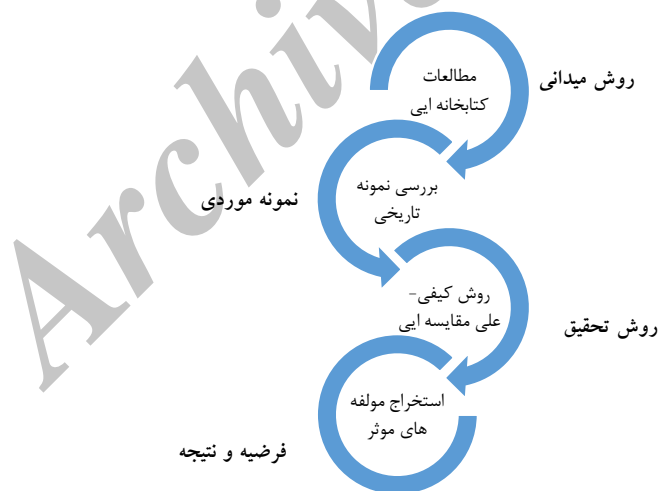 مطالعات
کتابخانه ایی
روش میدانی
بررسی نمونه
تاریخی
نمونه موردی
روش کیفی-
علی مقایسه ایی
روش تحقیق
استخراج مولفه
های موثر
فرضیه و نتیجه
Archive